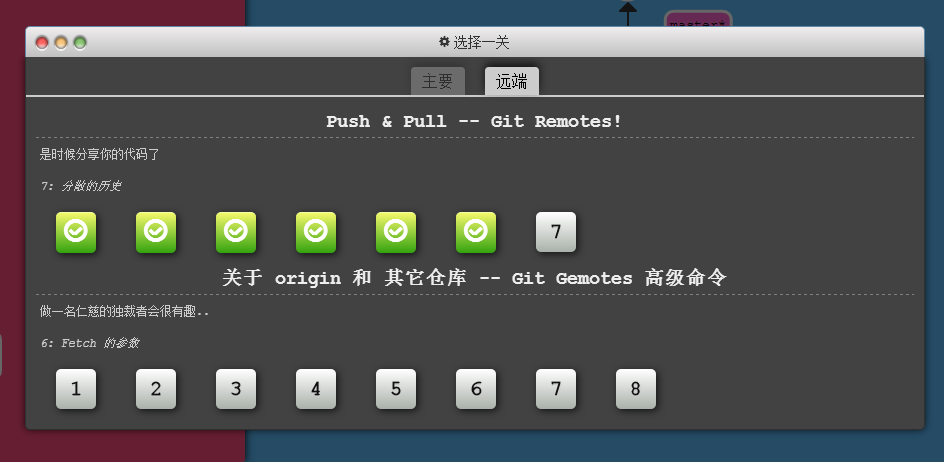 master*
选择一关
主要 远端
Push & Pull -- Git Remotes!
是时候分享你的代码了
7: 分散的历史
7
关于 origin 和 其它仓库 -- Git Gemotes 高级命令
做一名仁慈的独裁者会很有趣..
6: Fetch 的参数
1 2 3 4 5 6 7 8